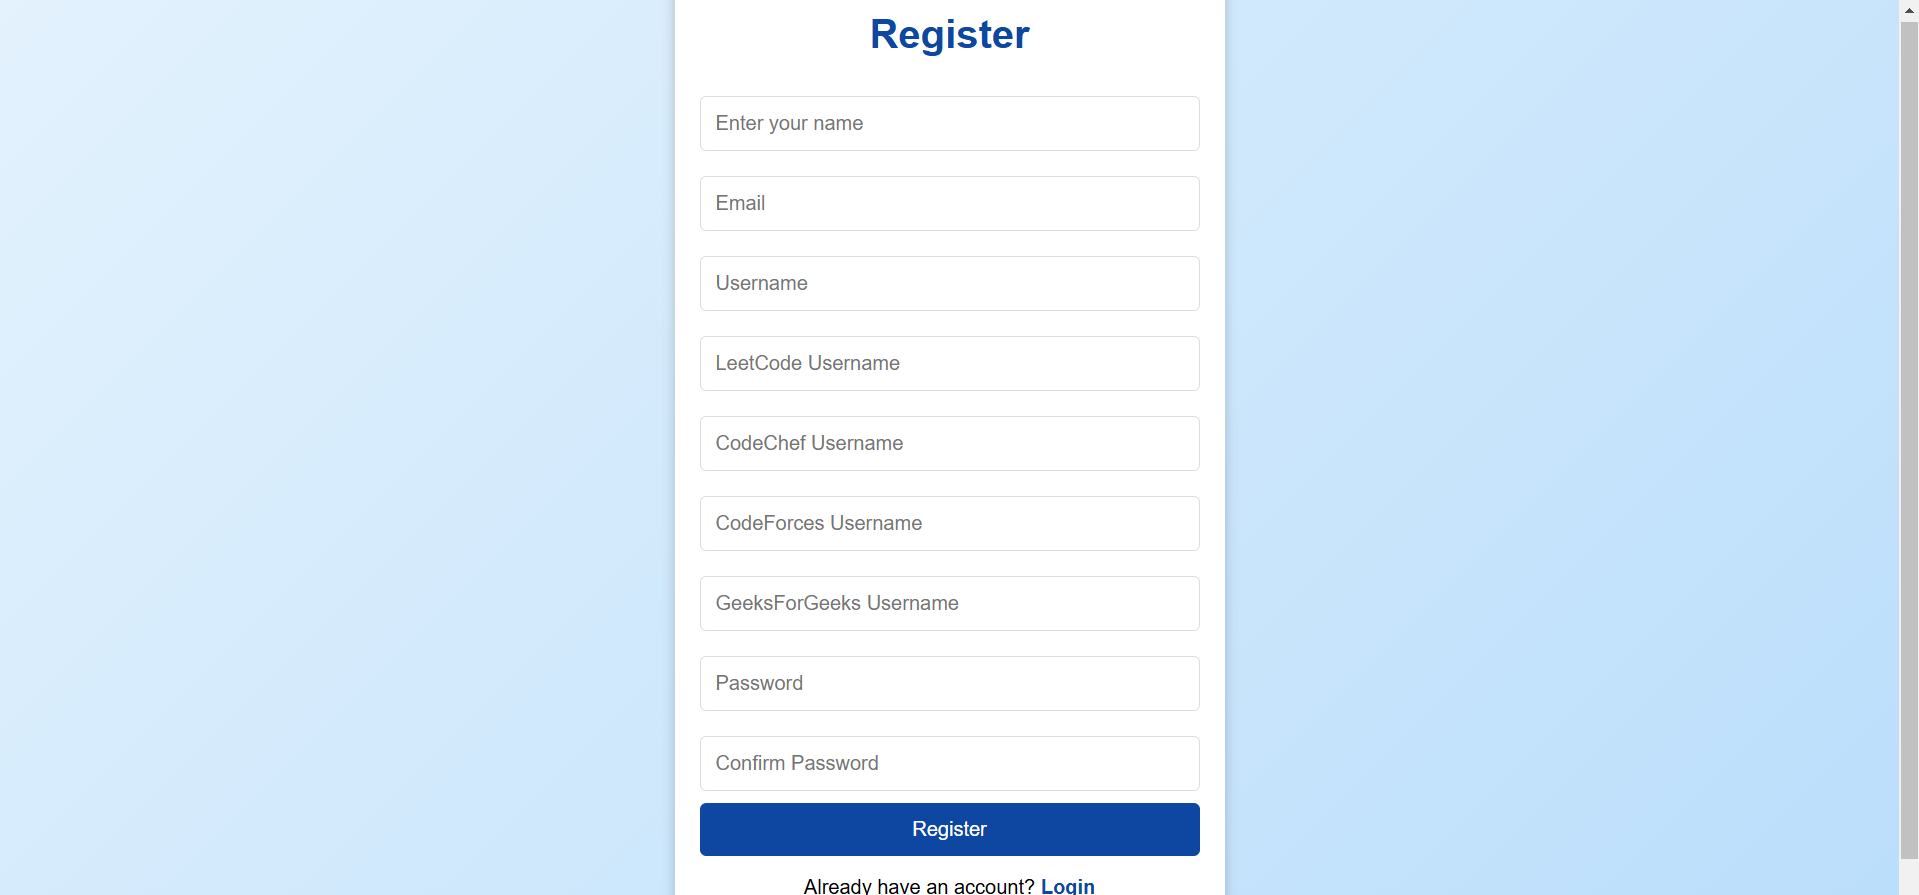 Register
Enter your name
Email
Username
LeetCode Username
CodeChef Username
CodeForces Username
GeeksForGeeks Username
Password
Confirm Password
Register
Already have an account? Login